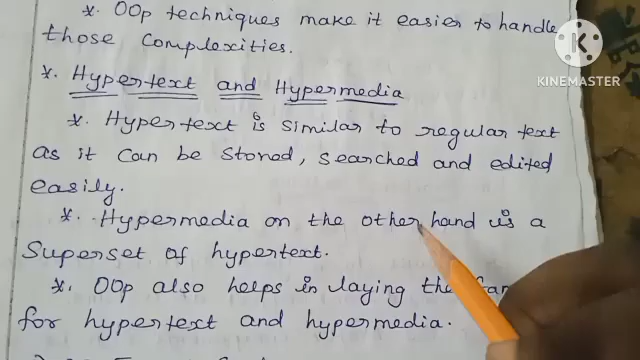 * OOp techniques make it easier to handle
those complexities.
* Hypertext and Hypermedia
* Hypertext is similar to regular text
as it can be stored, searched and edited
easily.
* Hypermedia on the other hand is a
Superset of hypertext.
* OOp also helps in laying the
for hypertext and hypermedia.
KINEMASTER